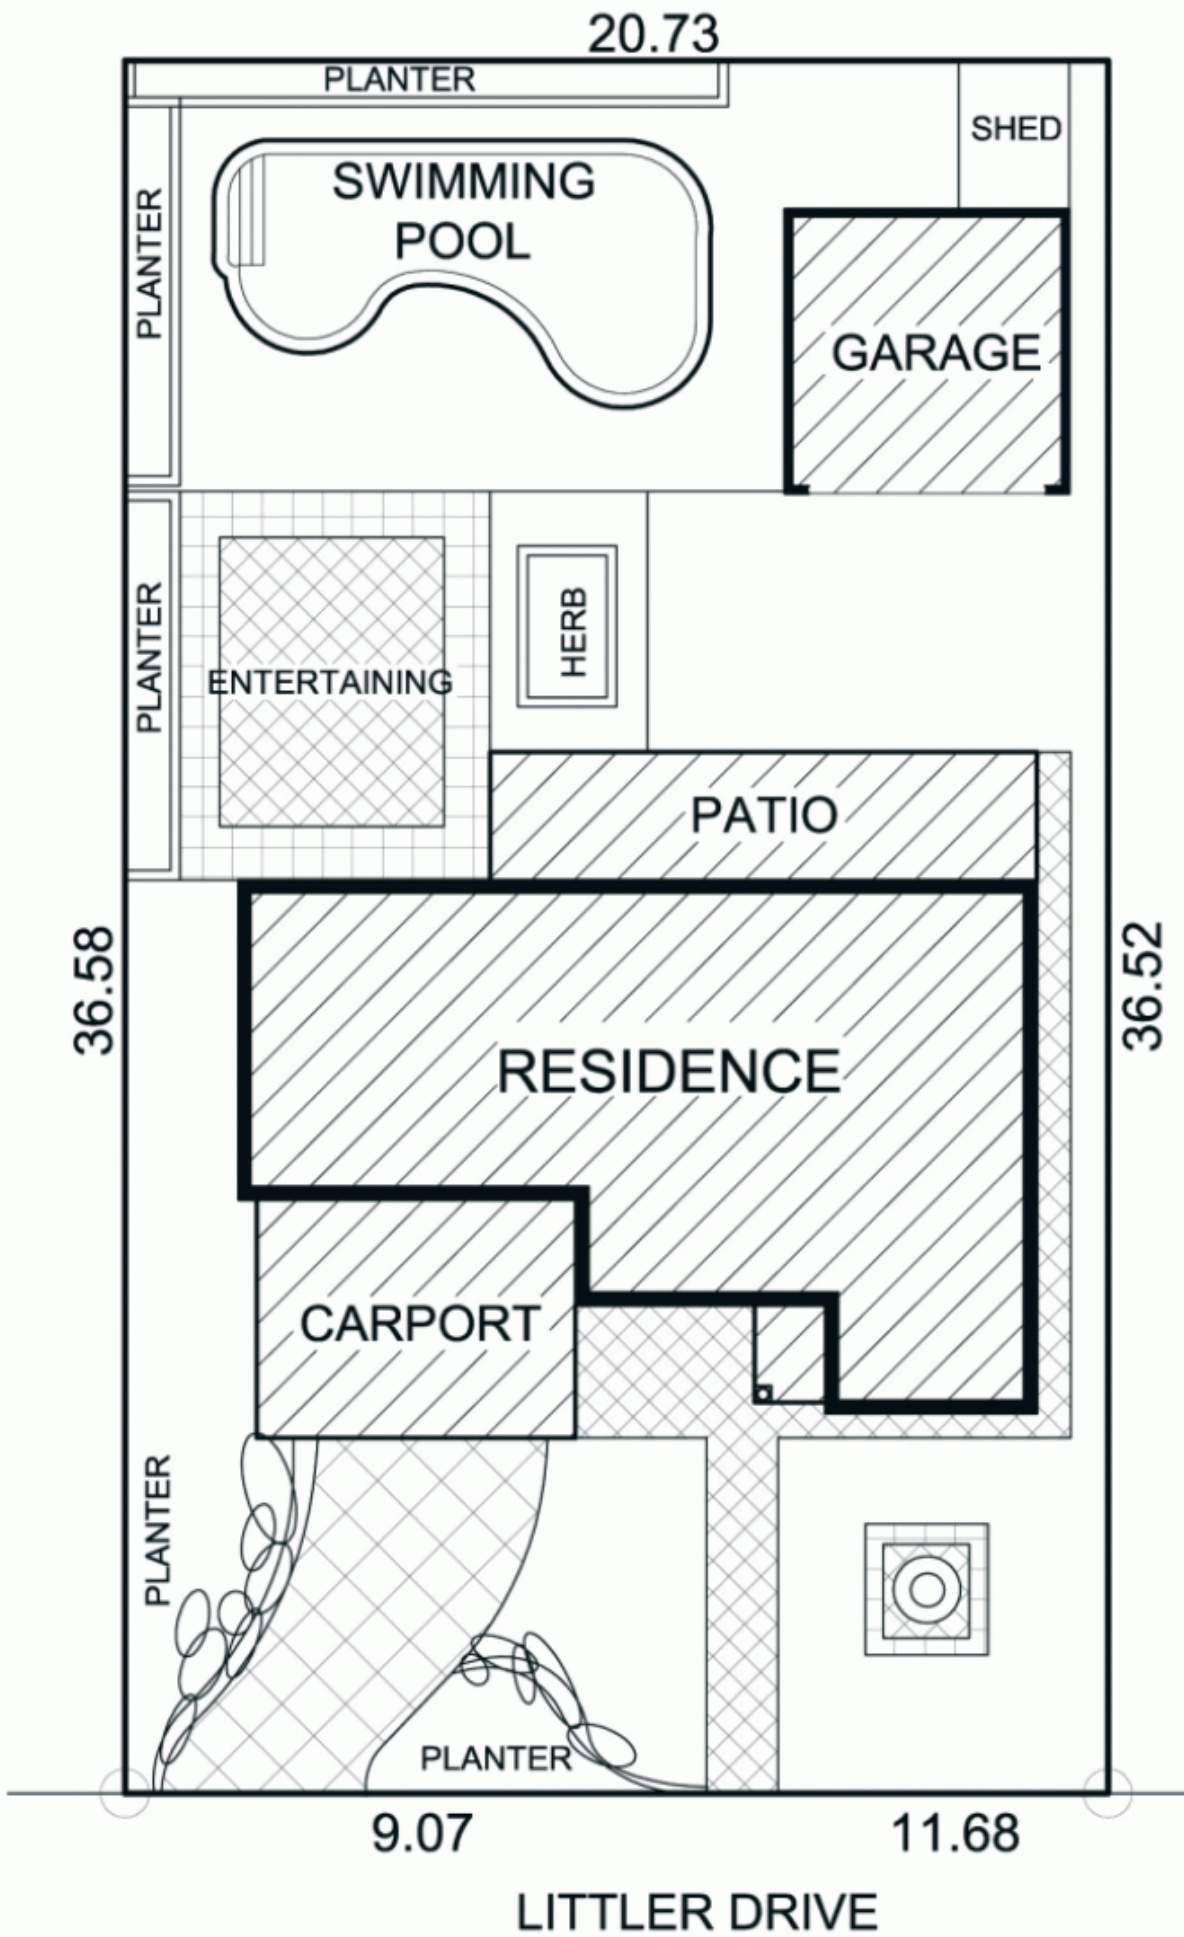 20.73
PLANTER
SHED
SWIMMING
POOL
PLANTER
GARAGE
PLANTER
HERB
ENTERTAINING
PATIO
36.58
36.52
RESIDENCE
CARPORT
PLANTER
PLANTER
9.07
11.68
LITTLER DRIVE